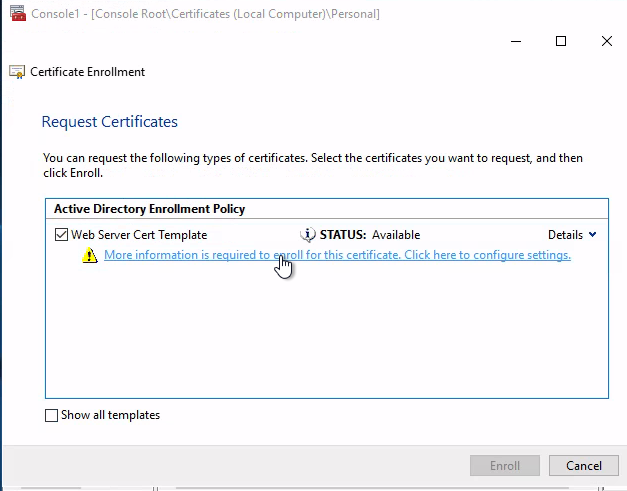 Console1 - [Console Root\Certificates (Local Computer)\Personal]
Certificate Enrollment
Request Certificates
You can request the following types of certificates. Select the certificates you want to request, and then
click Enroll.
Active Directory Enrollment Policy
Web Server Cert Template STATUS: Available Details
More information is required to enroll for this certificate. Click here to configure settings.
Show all templates
Enroll Cancel